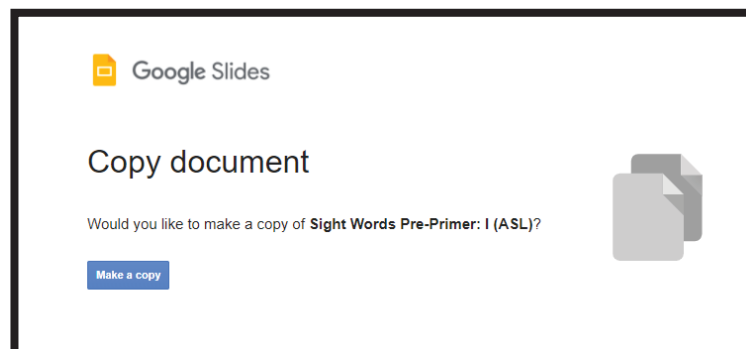 Google Slides
Copy document
Would you like to make a copy of Sight Words Pre-Primer: I (ASL)?
Make a copy